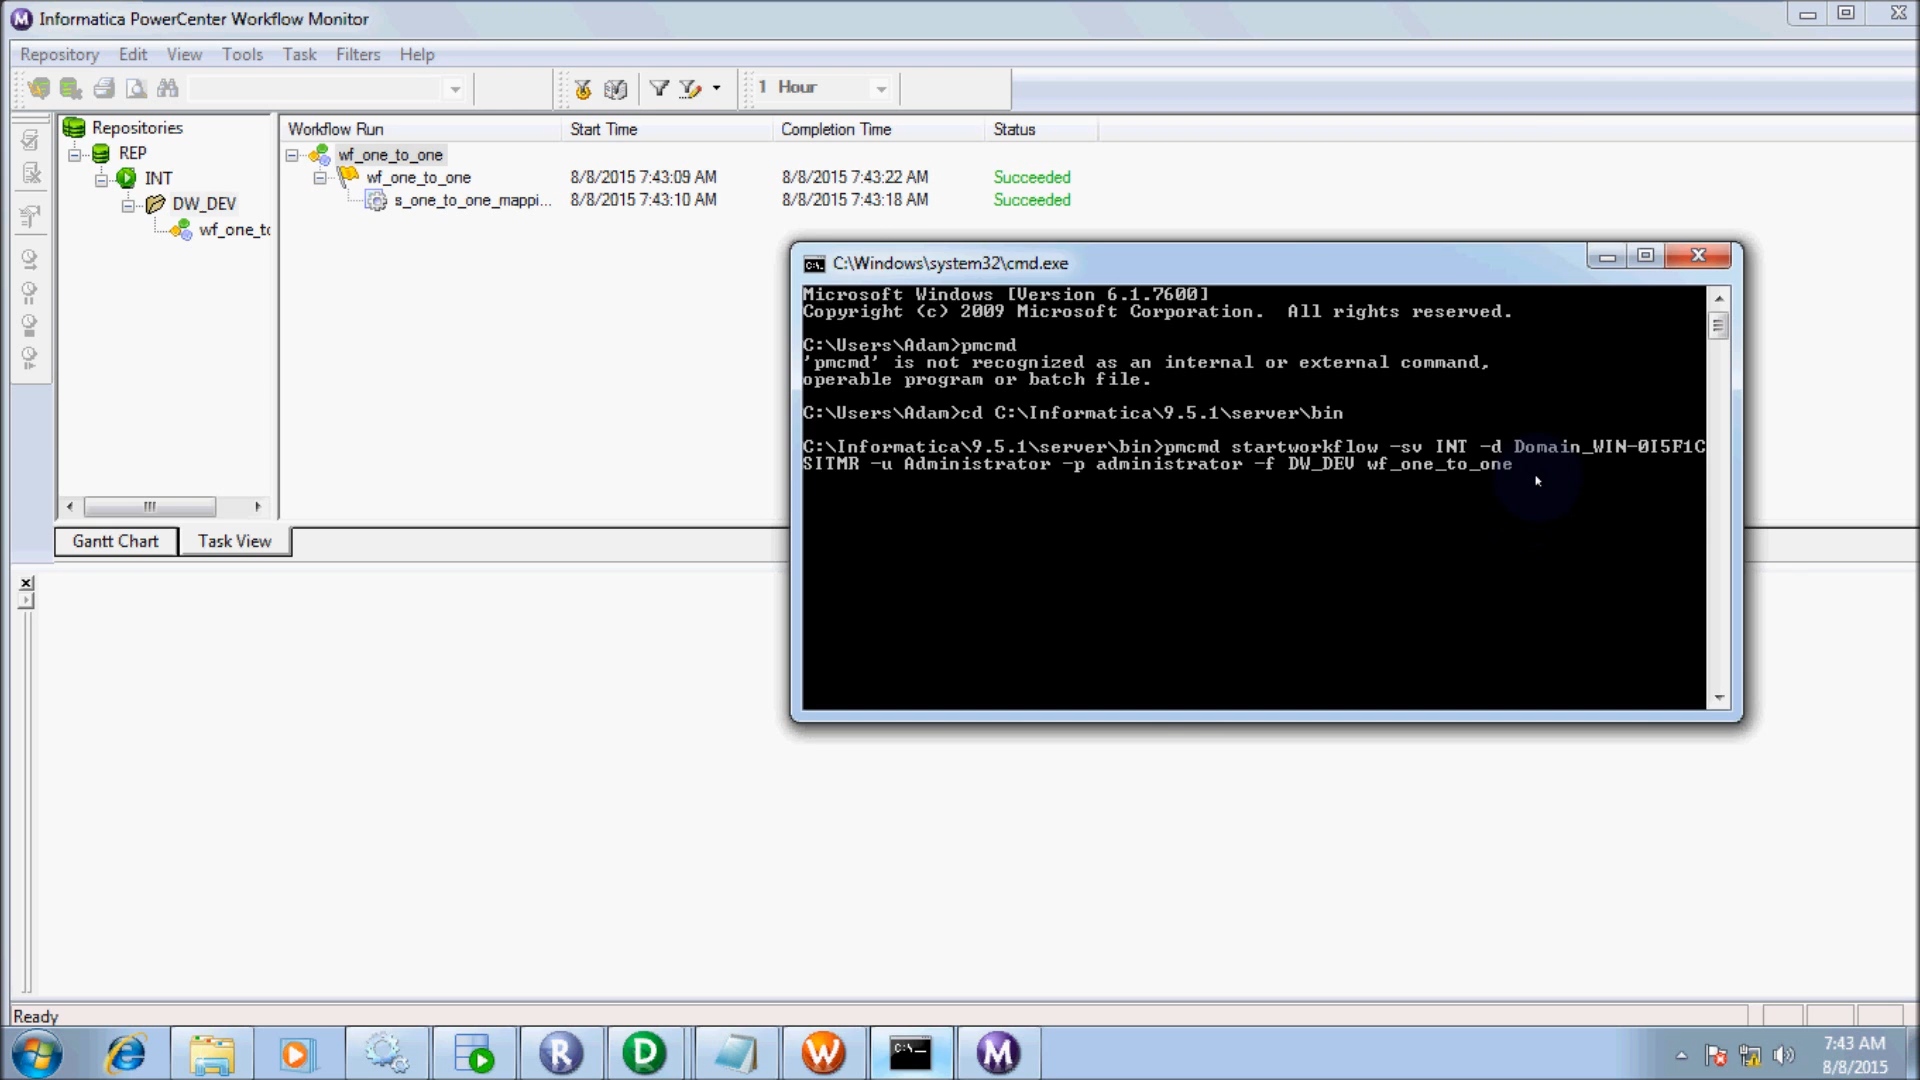 Informatica PowerCenter Workflow Monitor
Repository Edit View Tools Task Filters Help
1 Hour
Repositories
REP
INT
DW_DEV
wf_one_to
Workflow Run Start Time Completion Time Status
wf_one_to_one
wf_one_to_one 8/8/2015 7:43:09 AM 8/8/2015 7:43:22 AM Succeeded
s_one_to_one_mappi... 8/8/2015 7:43:10 AM 8/8/2015 7:43:18 AM Succeeded
C:\Windows\system32\cmd.exe
Microsoft Windows [Version 6.1.7600]
Copyright (c) 2009 Microsoft Corporation.  All rights reserved.
C:\Users\Adam>pmcmd
'pmcmd' is not recognized as an internal or external command,
operable program or batch file.
C:\Users\Adam>cd C:\Informatica\9.5.1\server\bin
C:\Informatica\9.5.1\server\bin>pmcmd startworkflow -sv INT -d Domain_WIN-0I5F1C
SITMR -u Administrator -p administrator -f DW_DEV wf_one_to_one
Gantt Chart Task View
Ready
7:43 AM
8/8/2015